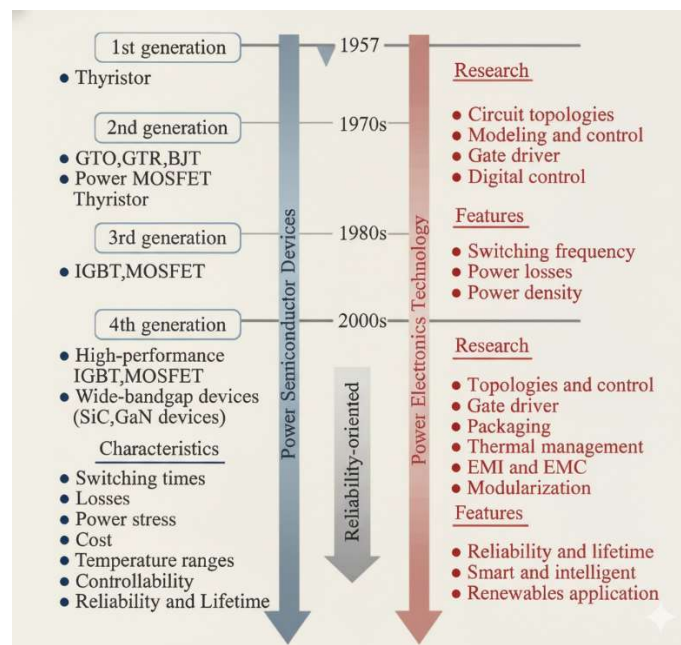 1st generation
1957
Thyristor
2nd generation
1970s
GTO,GTR,BJT
Power MOSFET
Thyristor
3rd generation
1980s
IGBT,MOSFET
4th generation
2000s
High-performance
IGBT,MOSFET
Wide-bandgap devices
(SiC,GaN devices)
Characteristics
Switching times
Losses
Power stress
Cost
Temperature ranges
Controllability
Reliability and Lifetime
Power Semiconductor Devices
Reliability-oriented
Power Electtonics Technology
Research
Circuit topologies
Modeling and control
Gate driver
Digital control
Features
Switching frequency
Power losses
Power density
Research
Topologies and control
Gate driver
Packaging
Thermal management
EMI and EMC
Modularization
Features
Reliability and lifetime
Smart and intelligent
Renewables application